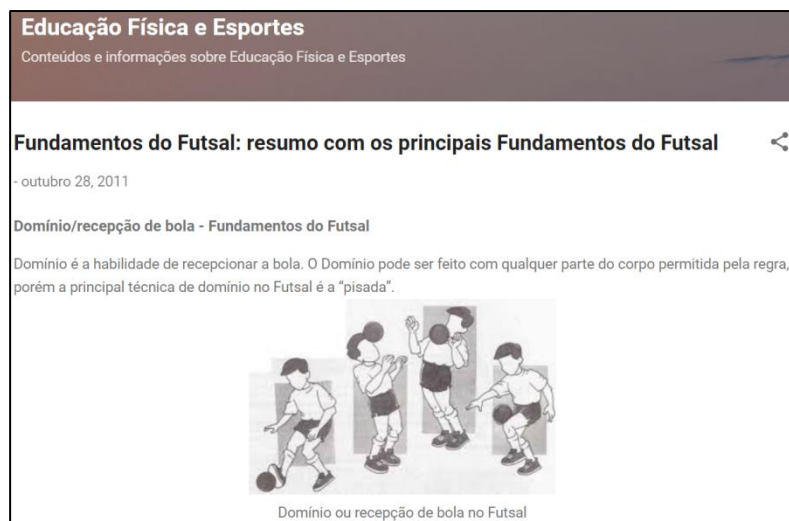 Educação Física e Esportes
Conteúdos e informações sobre Educação Física e Esportes
Fundamentos do Futsal: resumo com os principais Fundamentos do Futsal
- outubro 28, 2011
Domínio/recepção de bola - Fundamentos do Futsal
Domínio é a habilidade de recepcionar a bola. O Domínio pode ser feito com qualquer parte do corpo permitida pela regra,
porém a principal técnica de domínio no Futsal é a “pisada”.
Domínio ou recepção de bola no Futsal